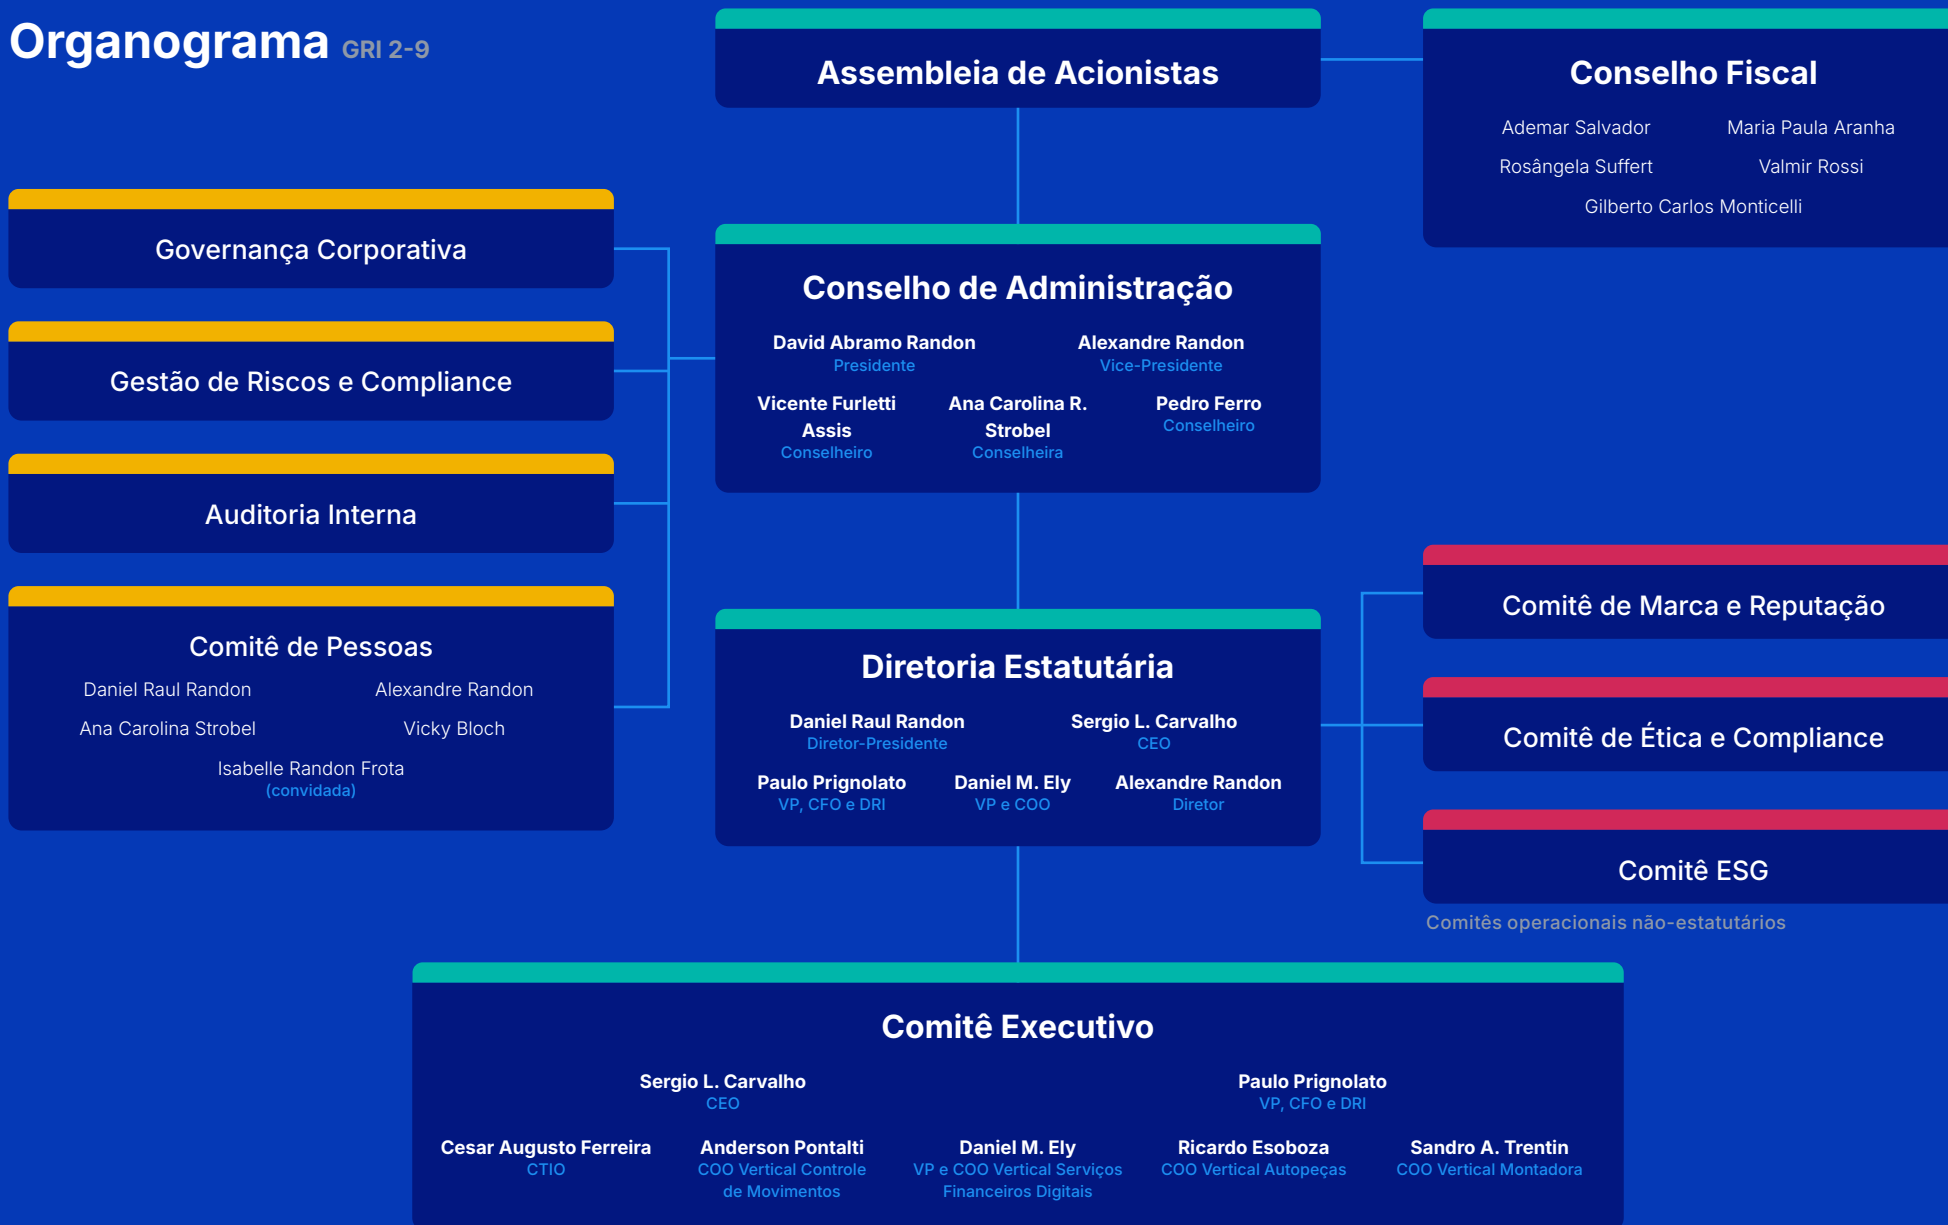 Organograma GRI 2-9
Assembleia de Acionistas
Conselho Fiscal
Ademar Salvador
Maria Paula Aranha
Rosângela Suffert
Valmir Rossi
Gilberto Carlos Monticelli
Governança Corporativa
Gestão de Riscos e Compliance
Auditoria Interna
Comitê de Pessoas
Daniel Raul Randon
Alexandre Randon
Ana Carolina Strobel
Vicky Bloch
Isabelle Randon Frota
(convidada)
Conselho de Administração
David Abramo Randon
Presidente
Alexandre Randon
Vice-Presidente
Vicente Furletti
Assis
Conselheiro
Ana Carolina R.
Strobel
Conselheira
Pedro Ferro
Conselheiro
Diretoria Estatutária
Daniel Raul Randon
Diretor-Presidente
Sergio L. Carvalho
CEO
Paulo Prignolato
VP, CFO e DRI
Daniel M. Ely
VP e COO
Alexandre Randon
Diretor
Comitê de Marca e Reputação
Comitê de Ética e Compliance
Comitê ESG
Comitês operacionais não-estatutários
Comitê Executivo
Sergio L. Carvalho
CEO
Paulo Prignolato
VP, CFO e DRI
Cesar Augusto Ferreira
CTIO
Anderson Pontalti
COO Vertical Controle
de Movimentos
Daniel M. Ely
VP e COO Vertical Serviços
Financeiros Digitais
Ricardo Esoboza
COO Vertical Autopeças
Sandro A. Trentin
COO Vertical Montadora